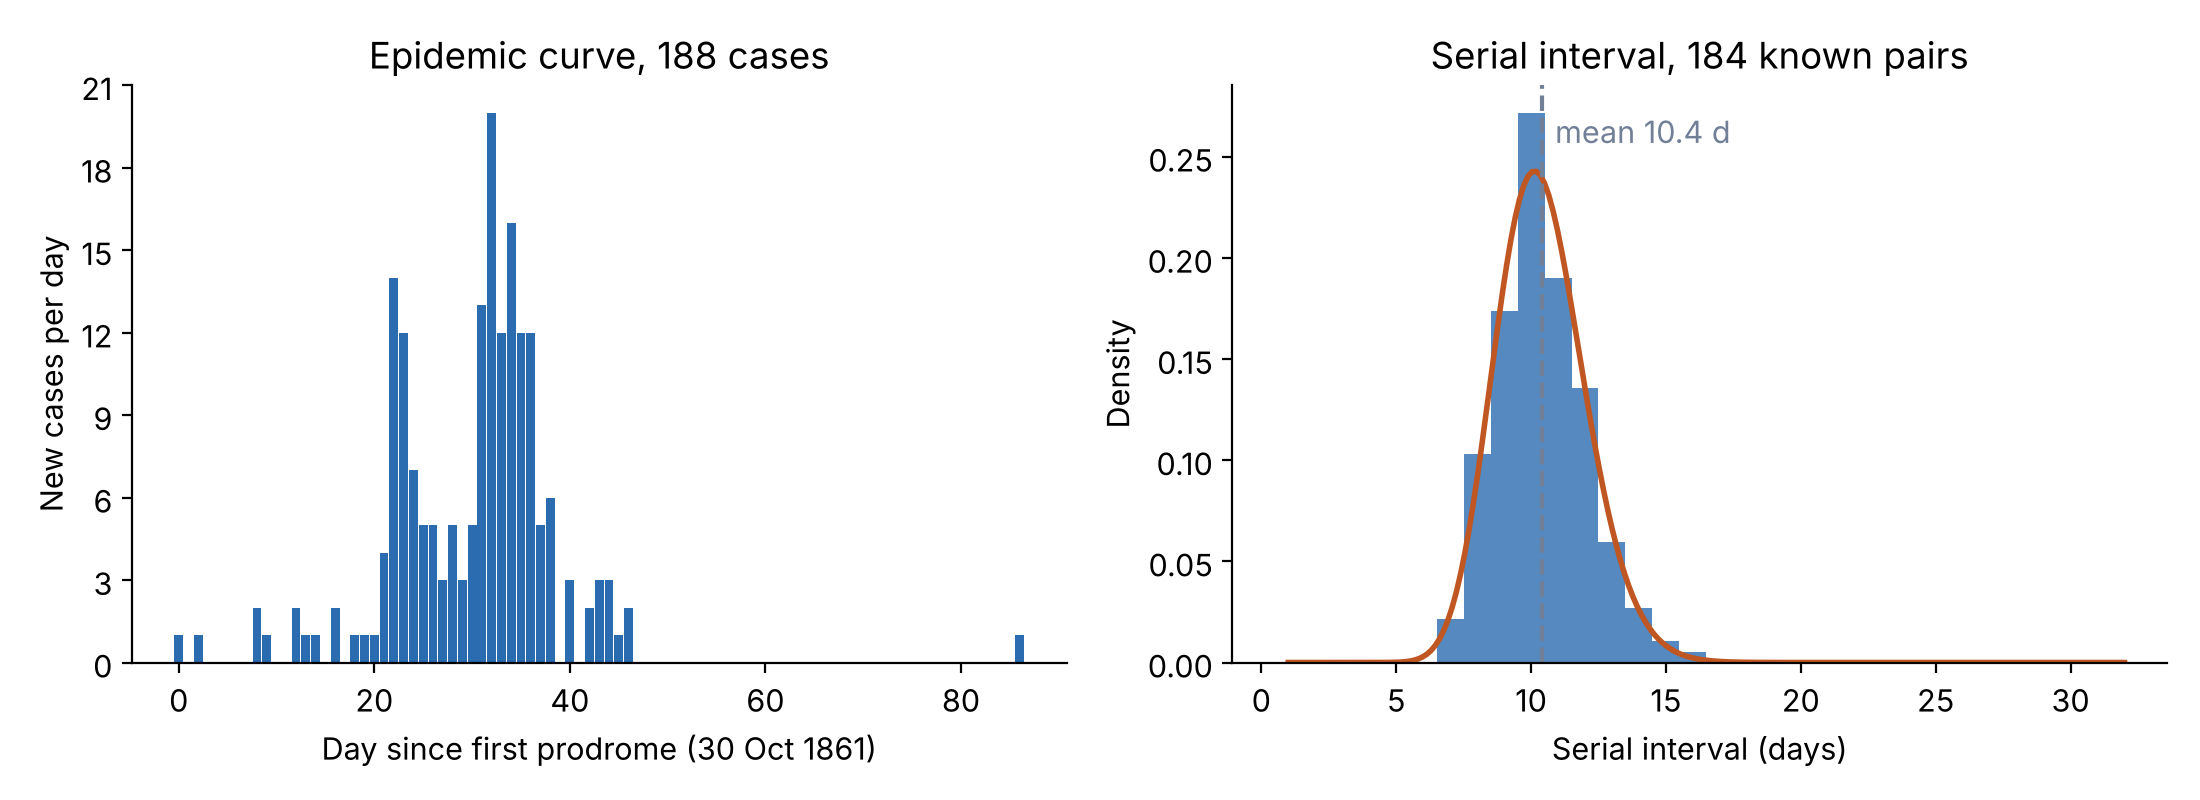 Epidemic curve, 188 cases
21
18
15
12
9
6
3
0
New cases per day
0 20 40 60 80
Day since first prodrome (30 Oct 1861)
Serial interval, 184 known pairs
mean 10.4 d
0.25
0.20
0.15
0.10
0.05
0.00
Density
0 5 10 15 20 25 30
Serial interval (days)